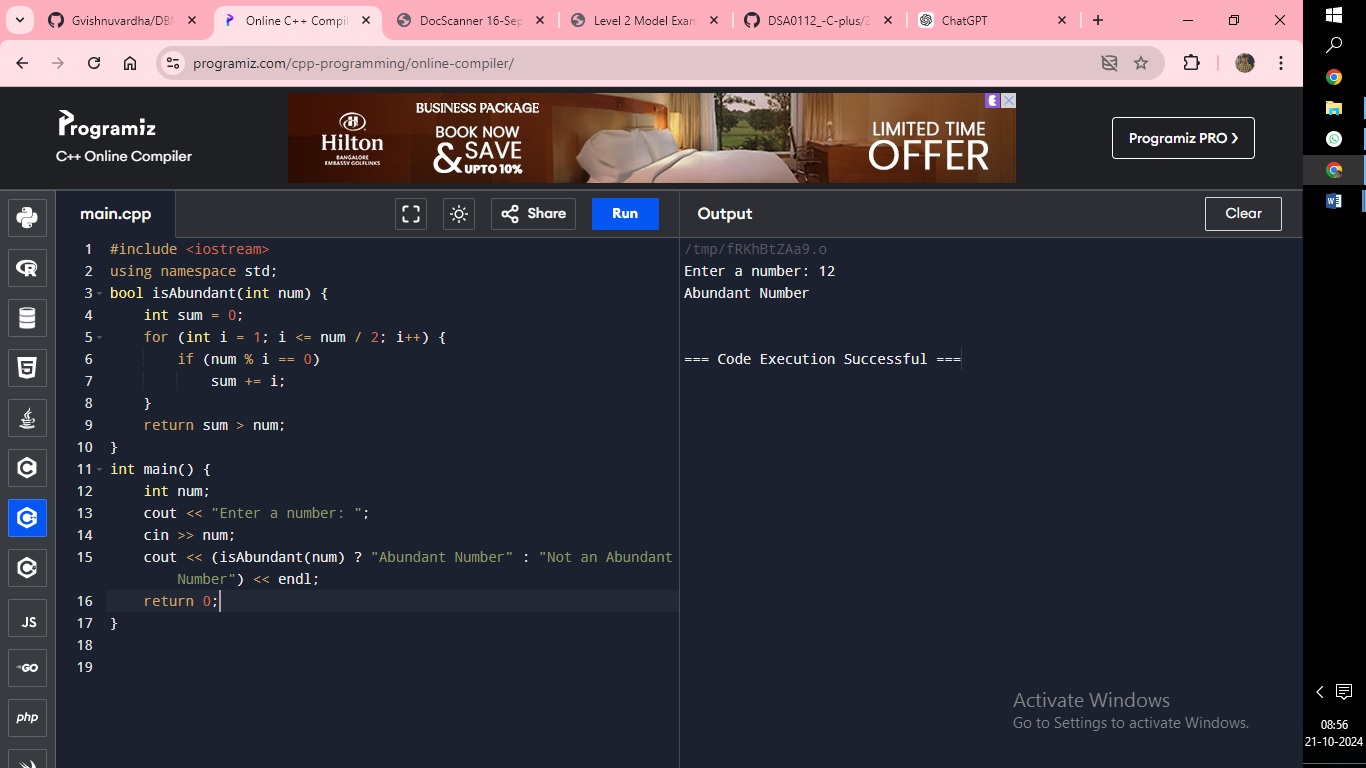 Gvishnuvardha/DBM
Online C++ Compil
DocScanner 16-Sep
Level 2 Model Exam
DSA0112_-C-plus/2
ChatGPT
programiz.com/cpp-programming/online-compiler/
Programiz
C++ Online Compiler
Hilton
BANGALORE
EMBASSY GOLFLINKS
BUSINESS PACKAGE
BOOK NOW
& SAVE
UPTO 10%
LIMITED TIME
OFFER
Programiz PRO ›
main.cpp
Share
Run
Output
Clear
1 #include <iostream>
2 using namespace std;
3 bool isAbundant(int num) {
4     int sum = 0;
5     for (int i = 1; i <= num / 2; i++) {
6         if (num % i == 0)
7             sum += i;
8     }
9     return sum > num;
10 }
11 int main() {
12     int num;
13     cout << "Enter a number: ";
14     cin >> num;
15     cout << (isAbundant(num) ? "Abundant Number" : "Not an Abundant
Number") << endl;
16     return 0;
17 }
18
19
/tmp/fRKhBtZAa9.o
Enter a number: 12
Abundant Number
=== Code Execution Successful ===
JS
GO
php
Activate Windows
Go to Settings to activate Windows.
08:56
21-10-2024